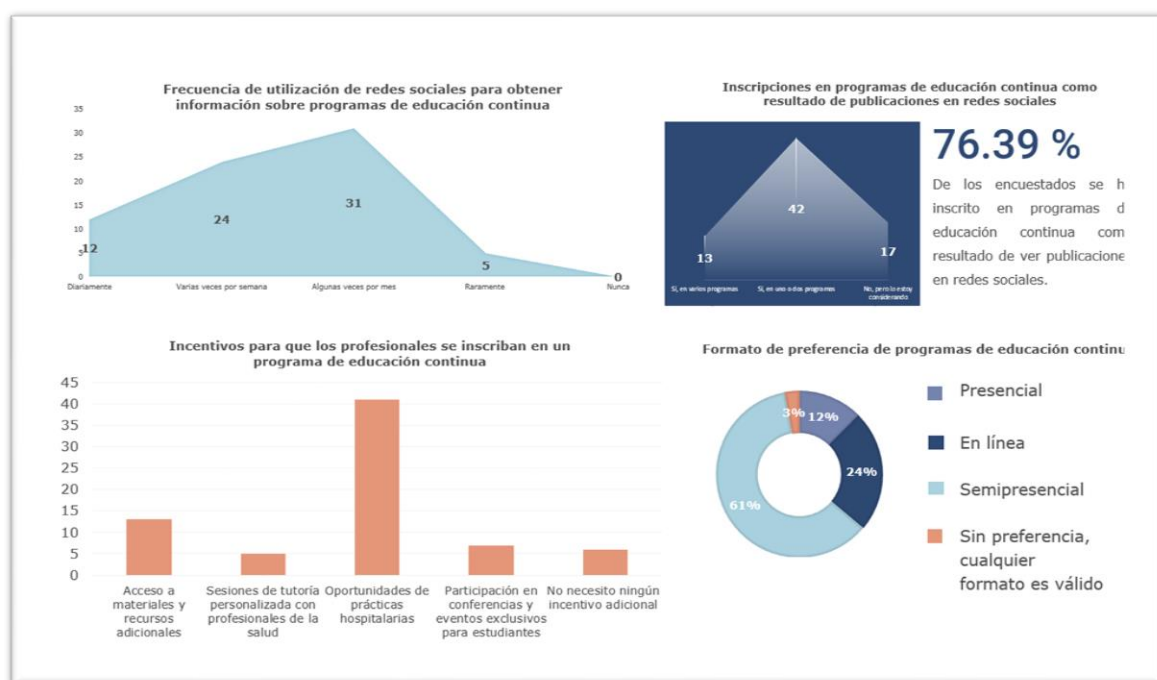 Frecuencia de utilización de redes sociales para obtener
información sobre programas de educación continua
35
30
25
20
15
10
5
0
12
24
31
5
0
Diariamente
Varias veces por semana
Algunas veces por mes
Raramente
Nunca
Inscripciones en programas de educación continua como
resultado de publicaciones en redes sociales
13
42
17
Sí, en varios programas
Sí, en uno o dos programas
No, pero lo estoy
considerando
76.39 %
De los encuestados se h
inscrito en programas d
educación continua com
resultado de ver publicacione
en redes sociales.
Incentivos para que los profesionales se inscriban en un
programa de educación continua
45
40
35
30
25
20
15
10
5
0
Acceso a
materiales y
recursos
adicionales
Sesiones de tutoría
personalizada con
profesionales de la
salud
Oportunidades de
prácticas
hospitalarias
Participación en
conferencias y
eventos exclusivos
para estudiantes
No necesito ningún
incentivo adicional
Formato de preferencia de programas de educación continu
3%
12%
24%
61%
Presencial
En línea
Semipresencial
Sin preferencia,
cualquier
formato es válido